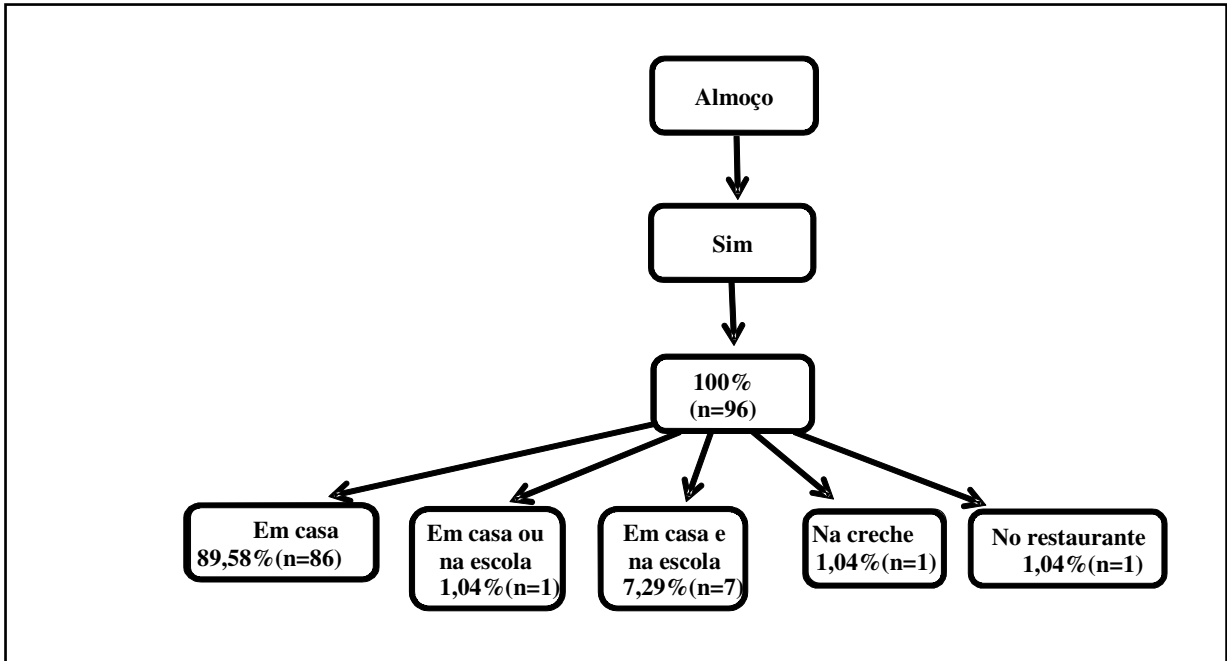 Almoço
Sim
100%
(n=96)
Em casa
89,58%(n=86)
Em casa ou
na escola
1,04%(n=1)
Em casa e
na escola
7,29%(n=7)
Na creche
1,04%(n=1)
No restaurante
1,04%(n=1)